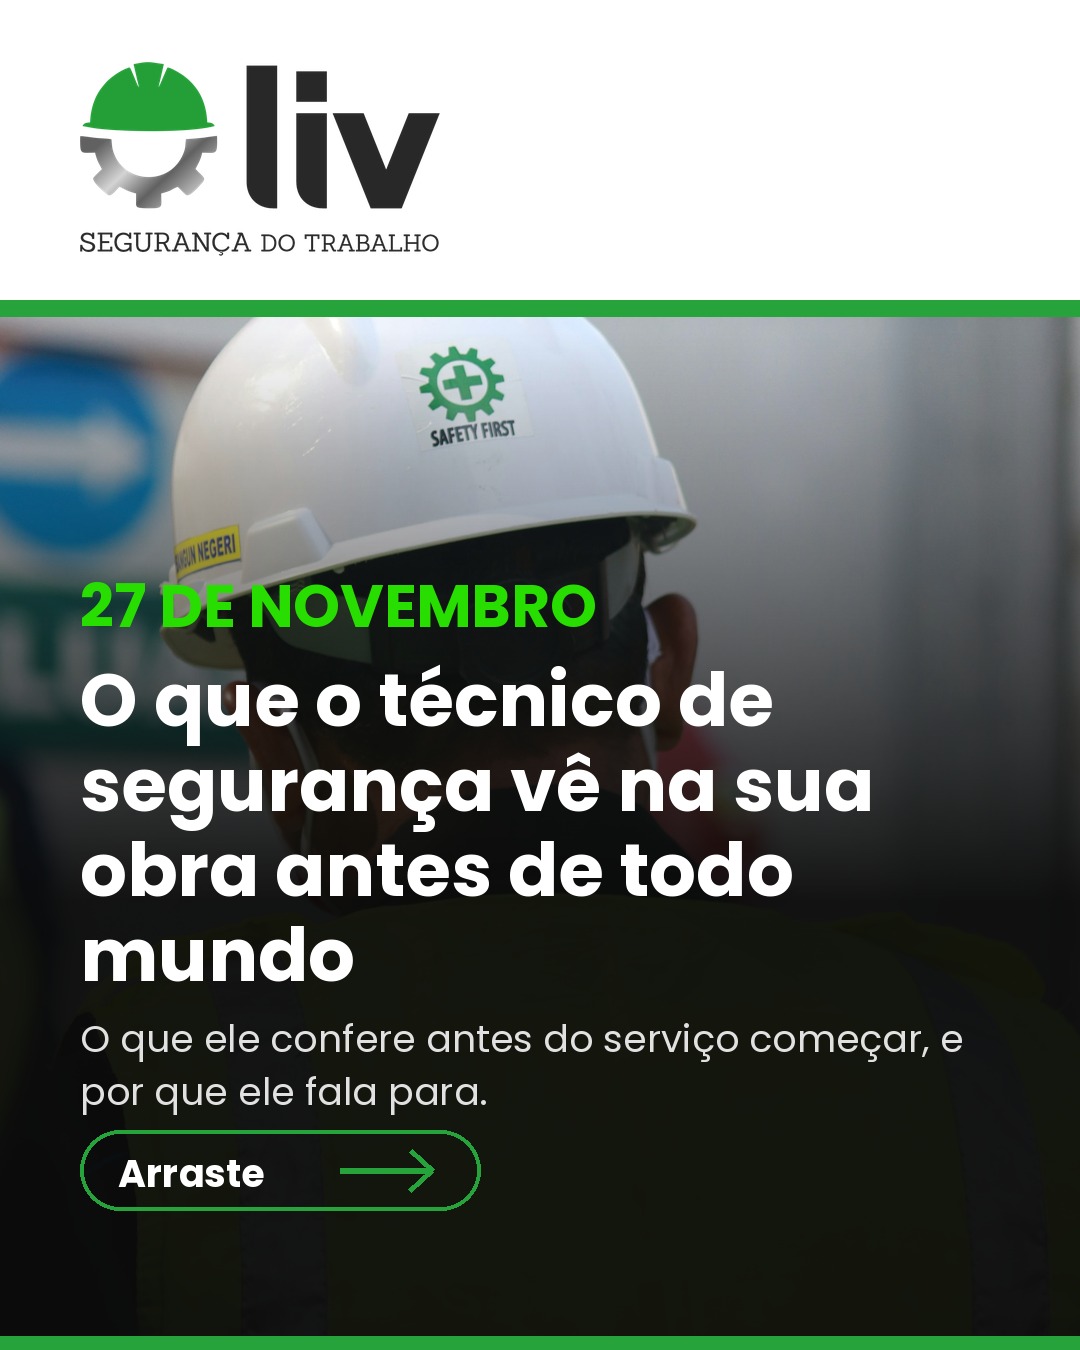 liv
SEGURANÇA DO TRABALHO
SAFETY FIRST
NEGERI
27 DE NOVEMBRO
O que o técnico de
segurança vê na sua
obra antes de todo
mundo
O que ele confere antes do serviço começar, e
por que ele fala para.
Arraste